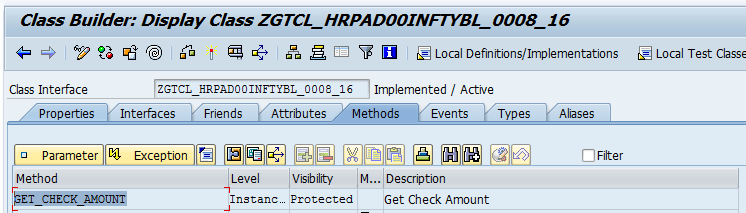 Class Builder: Display Class ZGTCL_HRPAD00INFTYBL_0008_16
Local Definitions/Implementations Local Test Classe
Class Interface ZGTCL_HRPAD00INFTYBL_0008_16 Implemented / Active
Properties Interfaces Friends Attributes Methods Events Types Aliases
Parameter Exception Filter
Method Level Visibility M... Description
GET_CHECK_AMOUNT Instanc... Protected Get Check Amount